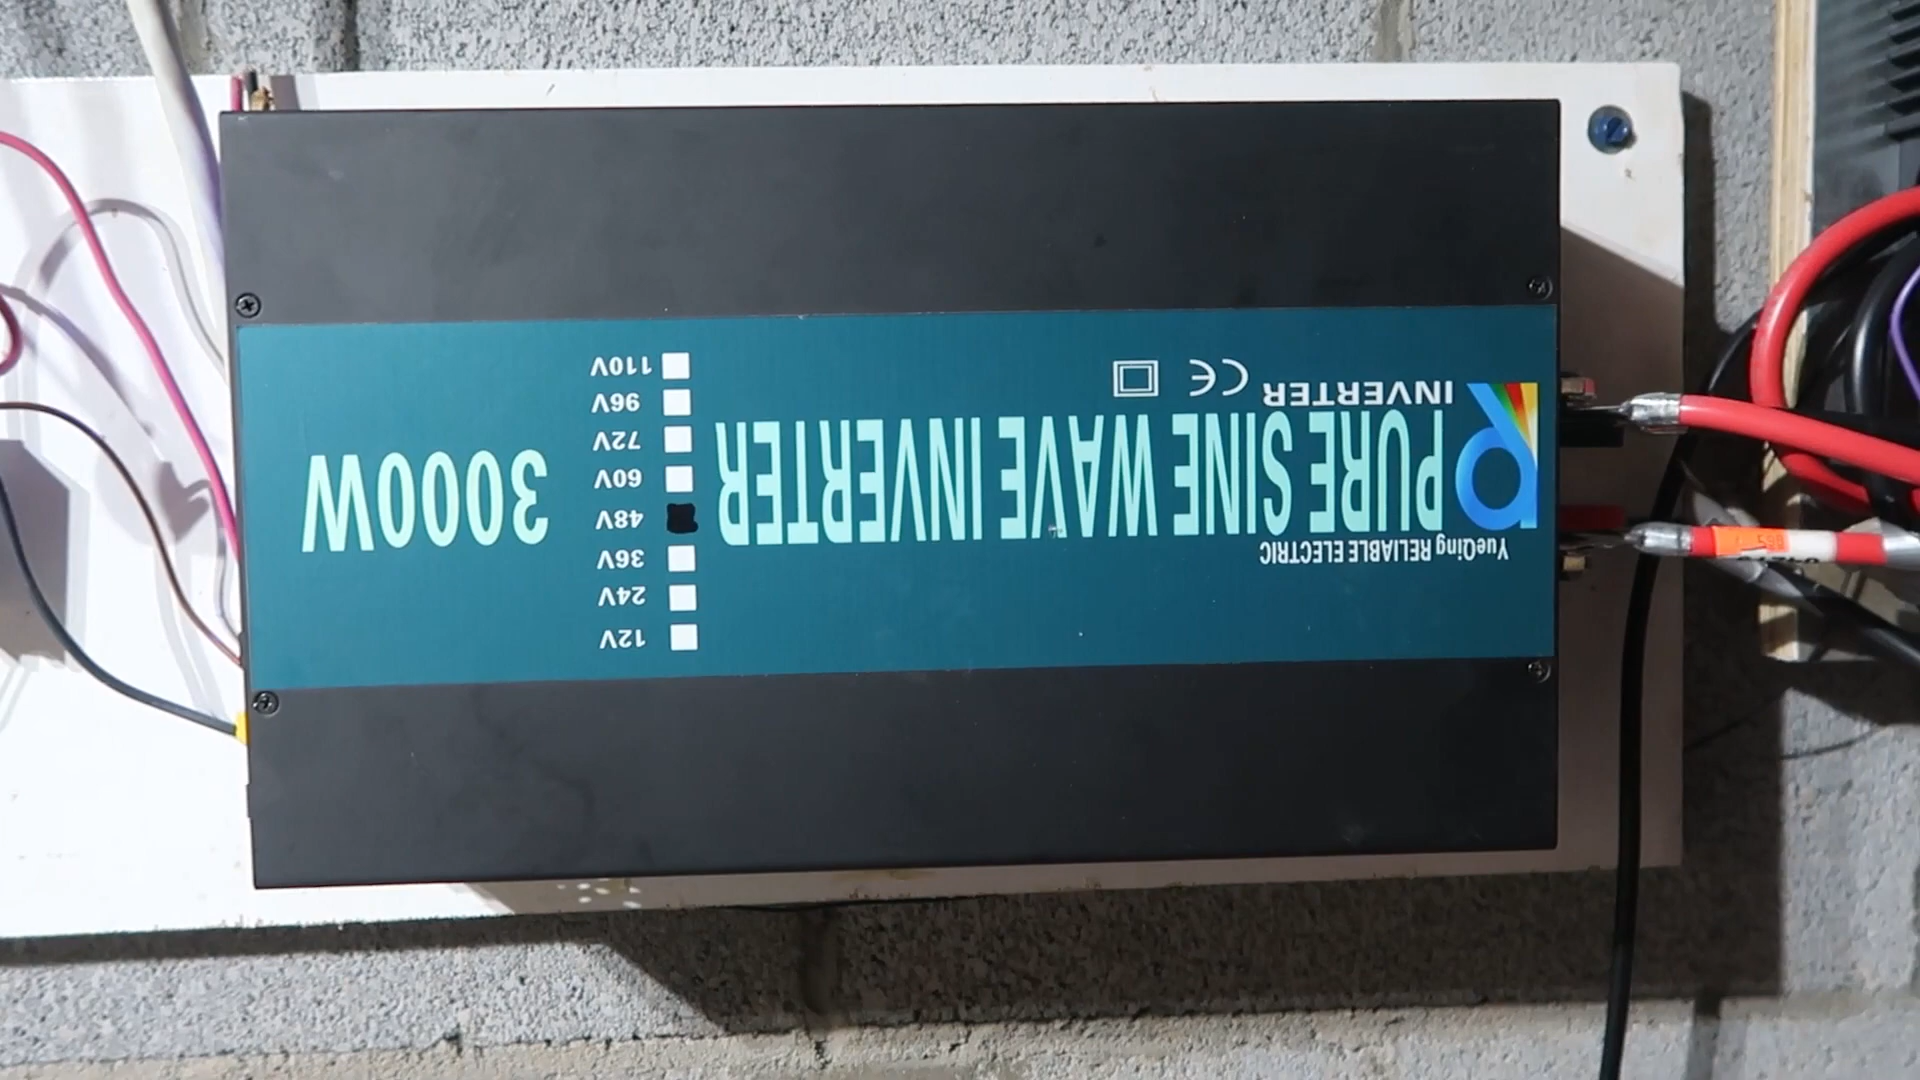 YueQing RELIABLE ELECTRIC
PURE SINE WAVE INVERTER
INVERTER
12V
24V
36V
48V
60V
72V
96V
110V
3000W